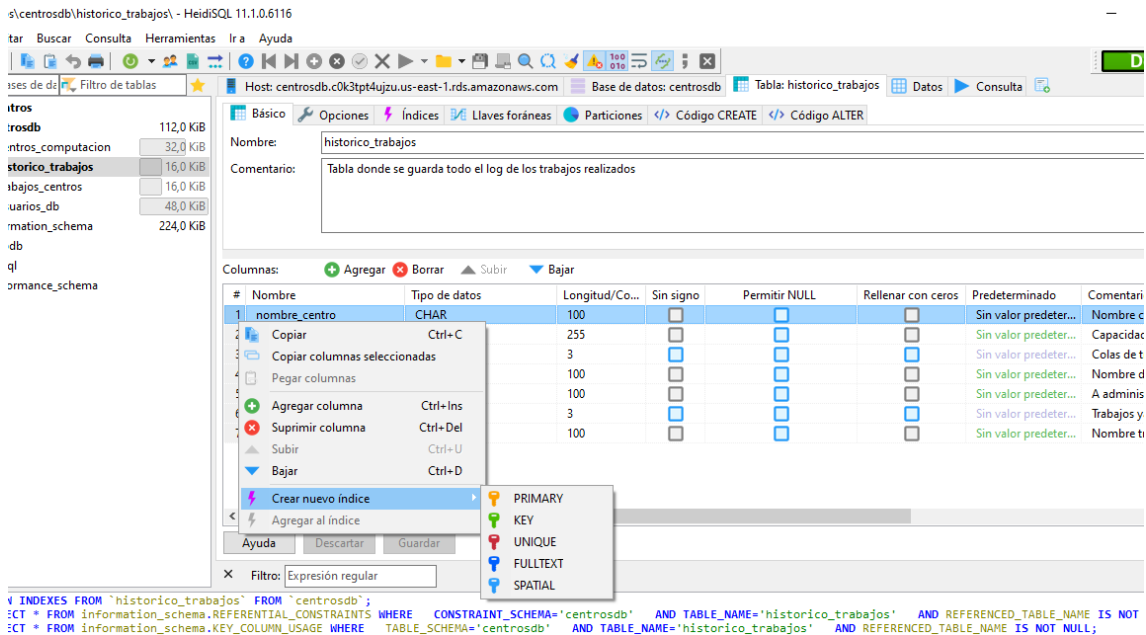 s\centrosdb\historico_trabajos\ - HeidiSQL 11.1.0.6116
tar Buscar Consulta Herramientas Ir a Ayuda
ases de da Filtro de tablas
Host: centrosdb.c0k3tpt4ujzu.us-east-1.rds.amazonaws.com Base de datos: centrosdb Tabla: historico_trabajos Datos Consulta
ntros
trosdb 112,0 KiB
entros_computacion 32,0 KiB
storico_trabajos 16,0 KiB
abajos_centros 16,0 KiB
suarios_db 48,0 KiB
rmation_schema 224,0 KiB
db
ql
ormance_schema
Básico Opciones Índices Llaves foráneas Particiones Código CREATE Código ALTER
Nombre: historico_trabajos
Comentario: Tabla donde se guarda todo el log de los trabajos realizados
Columnas: Agregar Borrar Subir Bajar
# Nombre Tipo de datos Longitud/Co... Sin signo Permitir NULL Rellenar con ceros Predeterminado Comentari
1 nombre_centro CHAR 100 Sin valor predeter... Nombre c
2 255 Sin valor predeter... Capacidad
3 3 Sin valor predeter... Colas de t
4 100 Sin valor predeter... Nombre d
5 100 Sin valor predeter... A adminis
6 3 Sin valor predeter... Trabajos y
7 100 Sin valor predeter... Nombre t
Copiar Ctrl+C
Copiar columnas seleccionadas
Pegar columnas
Agregar columna Ctrl+Ins
Suprimir columna Ctrl+Del
Subir Ctrl+U
Bajar Ctrl+D
Crear nuevo índice
Agregar al índice
PRIMARY
KEY
UNIQUE
FULLTEXT
SPATIAL
Ayuda Descartar Guardar
Filtro: Expresión regular
N INDEXES FROM `historico_trabajos` FROM `centrosdb`;
ECT * FROM information_schema.REFERENTIAL_CONSTRAINTS WHERE CONSTRAINT_SCHEMA='centrosdb' AND TABLE_NAME='historico_trabajos' AND REFERENCED_TABLE_NAME IS NOT
ECT * FROM information_schema.KEY_COLUMN_USAGE WHERE TABLE_SCHEMA='centrosdb' AND TABLE_NAME='historico_trabajos' AND REFERENCED_TABLE_NAME IS NOT NULL;